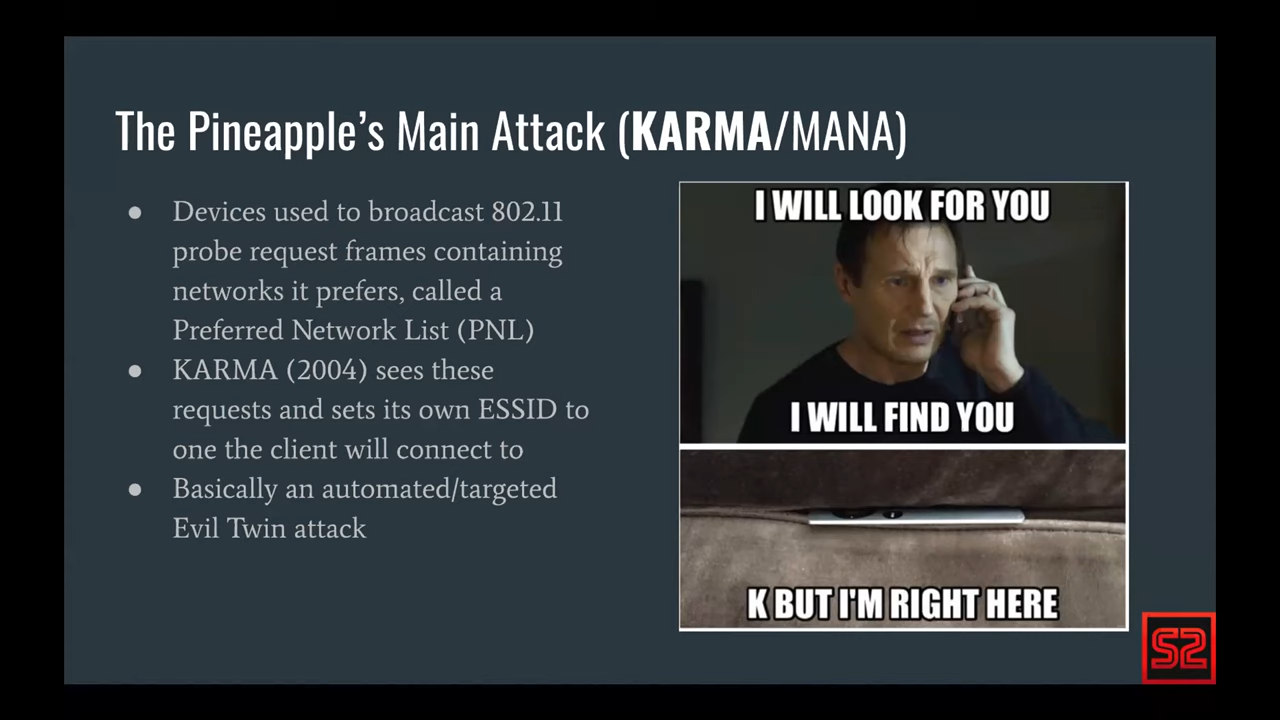 The Pineapple's Main Attack (KARMA/MANA)
● Devices used to broadcast 802.11
probe request frames containing
networks it prefers, called a
Preferred Network List (PNL)
● KARMA (2004) sees these
requests and sets its own ESSID to
one the client will connect to
● Basically an automated/targeted
Evil Twin attack
I WILL LOOK FOR YOU
I WILL FIND YOU
K BUT I'M RIGHT HERE
S2